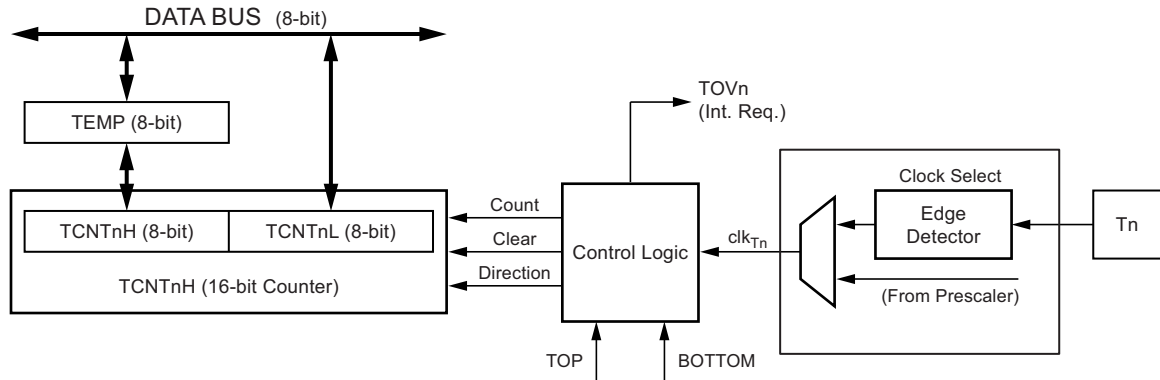 DATA BUS (8-bit)
TEMP (8-bit)
TCNTnH (8-bit)
TCNTnL (8-bit)
TCNTnH (16-bit Counter)
Count
Clear
Direction
Control Logic
TOVn
(Int. Req.)
TOP
BOTTOM
clkTn
Clock Select
Edge
Detector
(From Prescaler)
Tn